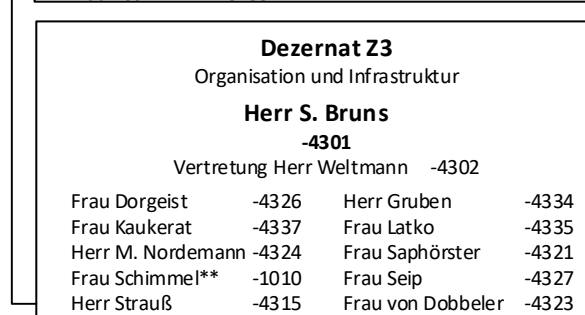 Dezernat Z3
Organisation und Infrastruktur
Herr S. Bruns
-4301
Vertretung Herr Weltmann -4302
Frau Dorgeist -4326 Herr Gruben -4334
Frau Kaukerat -4337 Frau Latko -4335
Herr M. Nordemann -4324 Frau Saphörster -4321
Frau Schimmel** -1010 Frau Seip -4327
Herr Strauß -4315 Frau von Dobbeler -4323